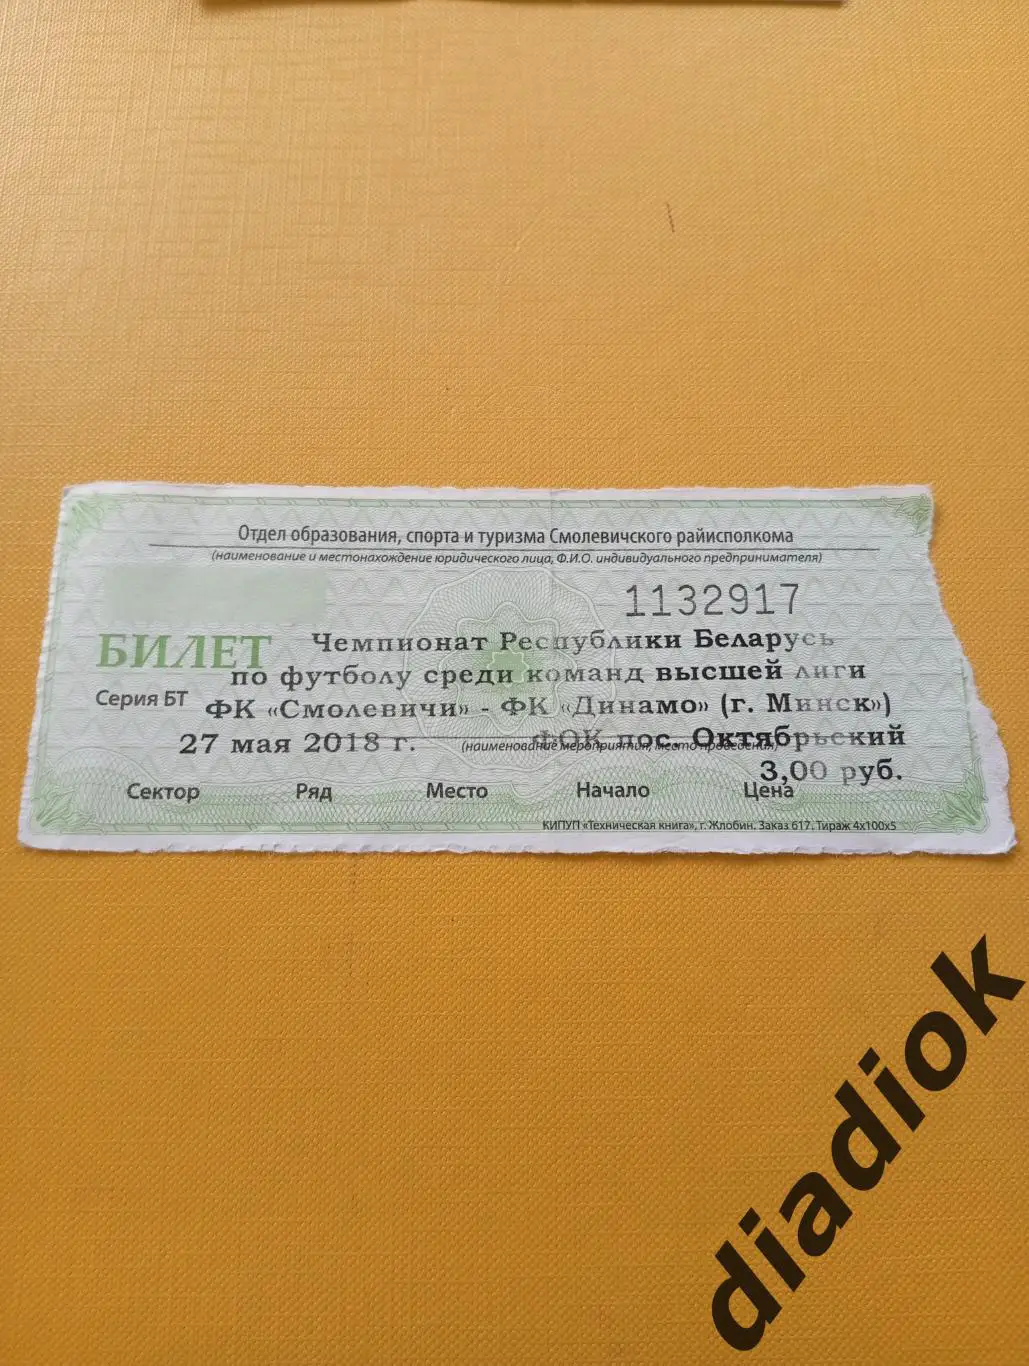 Отдел образования, спорта и туризма Смолевичского райисполкома
(наименование и местонахождение юридического лица, Ф.И.О. индивидуального предпринимателя)
1132917
БИЛЕТ Чемпионат Республики Беларусь
по футболу среди команд высшей лиги
Серия БТ ФК «Смолевичи» - ФК «Динамо» (г. Минск»)
27 мая 2018 г. ФОК пос. Октябрьский
(наименование мероприятия, место проведения)
3,00 руб.
Сектор Ряд Место Начало Цена
КИПУП «Техническая книга», г. Жлобин. Заказ 617. Тираж 4х100х5
diadiok